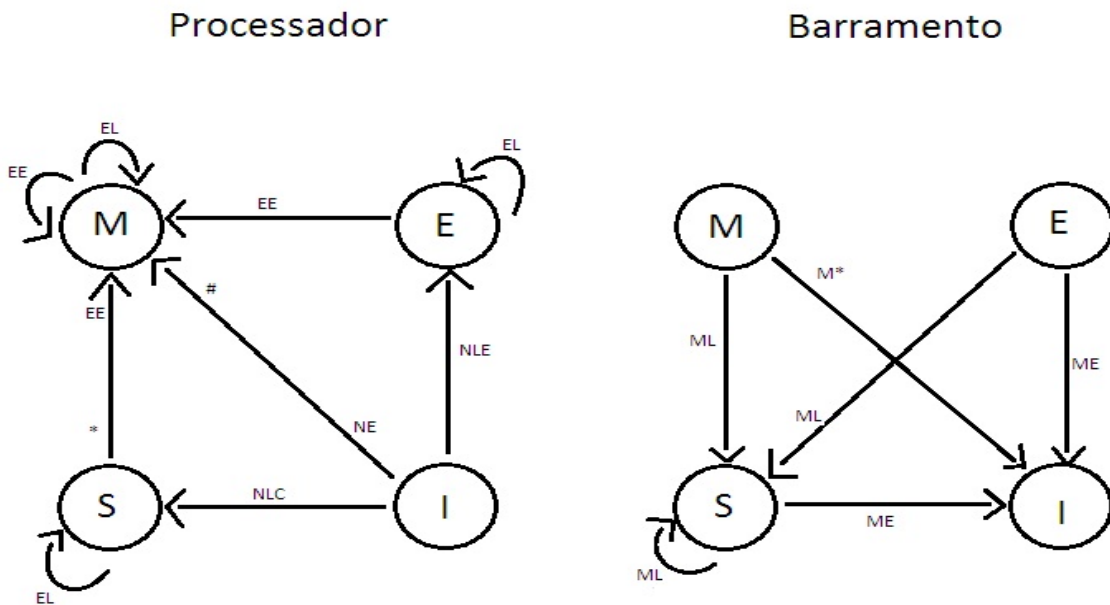 Processador
Barramento
EL
EE
EL
M
EE
E
M
E
#
M*
EE
NLE
ML
ME
ML
*
NE
S
NLC
I
S
ME
I
EL
ML